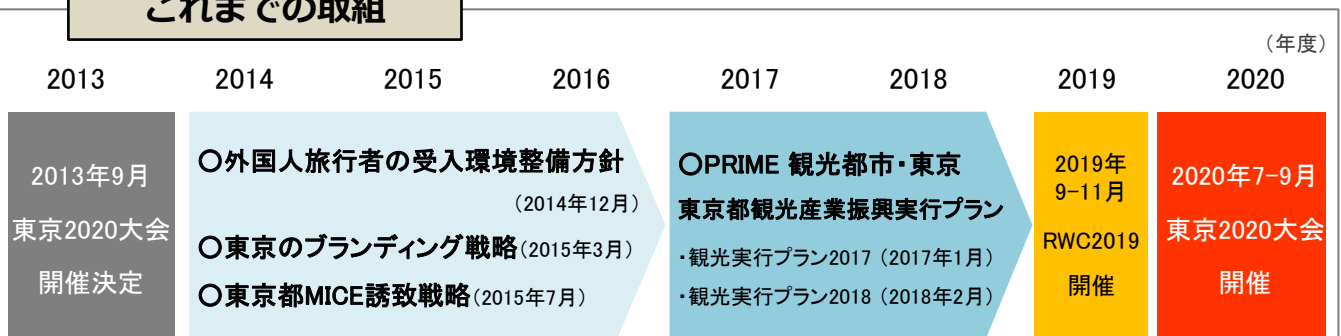 これまでの取組
(年度)
2013 2014 2015 2016 2017 2018 2019 2020
2013年9月
東京2020大会
開催決定
○外国人旅行者の受入環境整備方針
(2014年12月)
○東京のブランディング戦略(2015年3月)
○東京都MICE誘致戦略(2015年7月)
○PRIME 観光都市・東京
東京都観光産業振興実行プラン
・観光実行プラン2017 (2017年1月)
・観光実行プラン2018 (2018年2月)
2019年
9-11月
RWC2019
開催
2020年7-9月
東京2020大会
開催